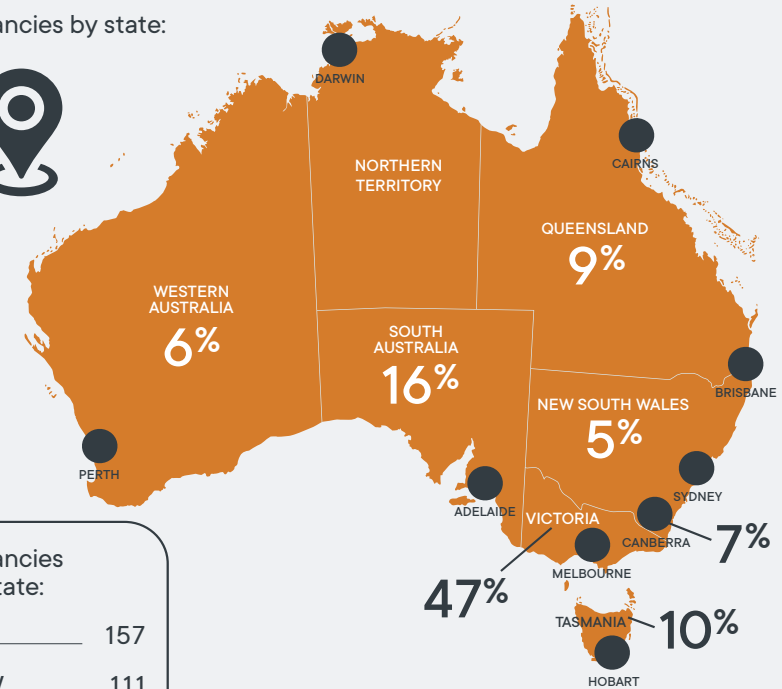 ancies by state:
DARWIN
NORTHERN
TERRITORY
CAIRNS
QUEENSLAND
9%
WESTERN
AUSTRALIA
6%
SOUTH
AUSTRALIA
16%
BRISBANE
NEW SOUTH WALES
5%
PERTH
ADELAIDE
SYDNEY
VICTORIA
CANBERRA
7%
MELBOURNE
47%
TASMANIA
10%
HOBART
ancies
tate:
157
111